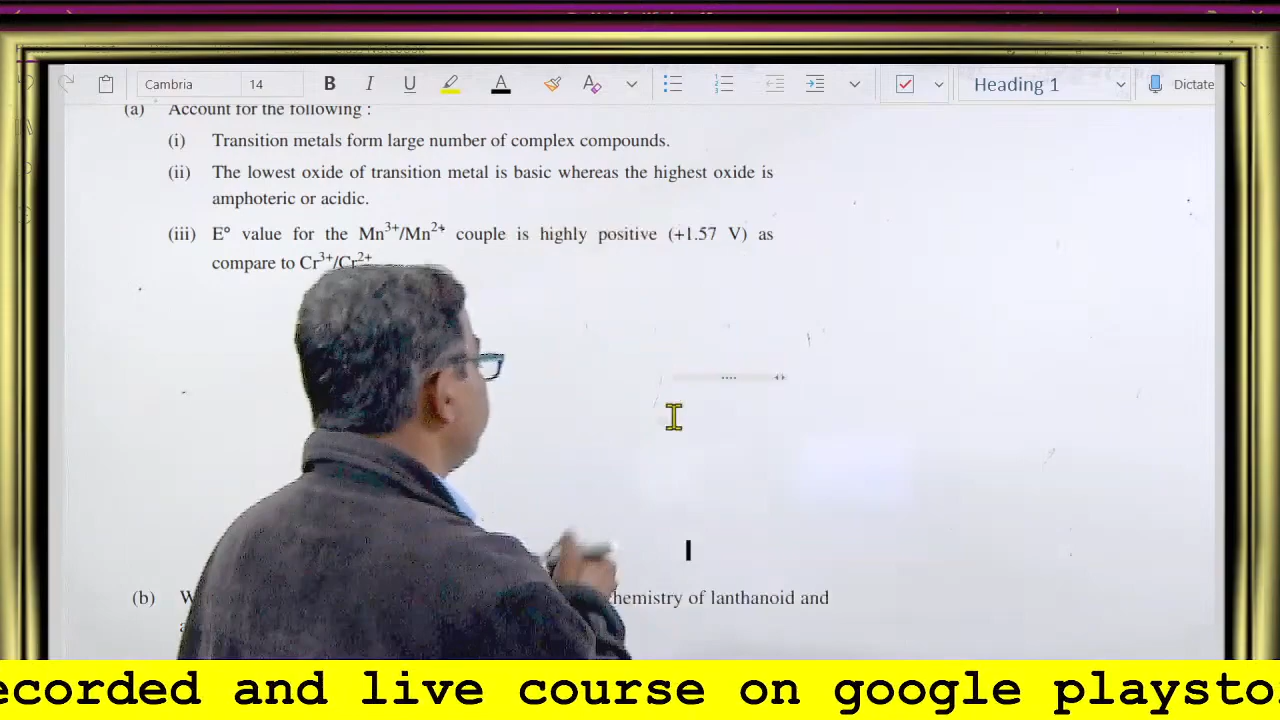 Cambria 14 B I U A A Heading 1 Dictate
(a) Account for the following :
(i) Transition metals form large number of complex compounds.
(ii) The lowest oxide of transition metal is basic whereas the highest oxide is
amphoteric or acidic.
(iii) E° value for the Mn³⁺/Mn²⁺ couple is highly positive (+1.57 V) as
compare to Cr³⁺/Cr²⁺
(b) hemistry of lanthanoid and
ecorded and live course on google playsto